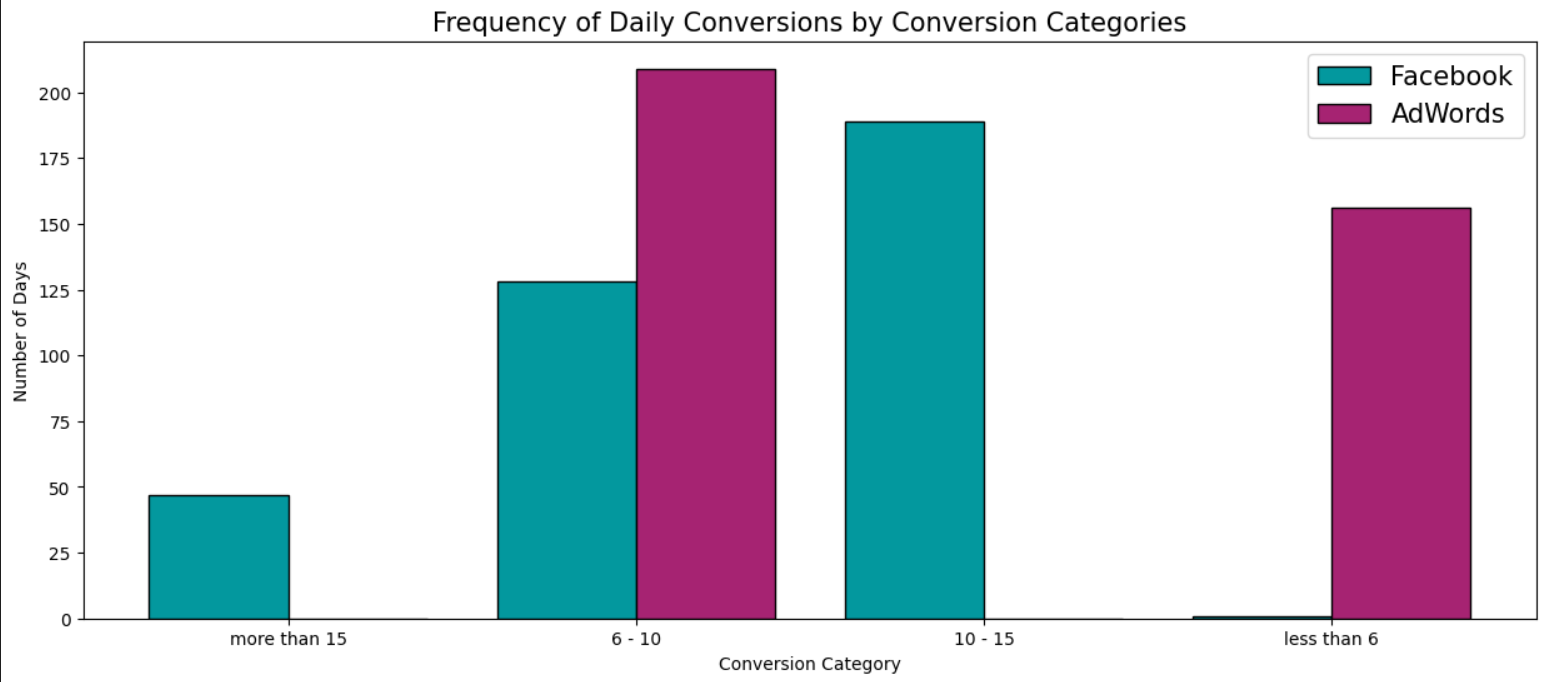 Frequency of Daily Conversions by Conversion Categories
Facebook
AdWords
200
175
150
125
100
75
50
25
0
Number of Days
more than 15
6 - 10
10 - 15
less than 6
Conversion Category